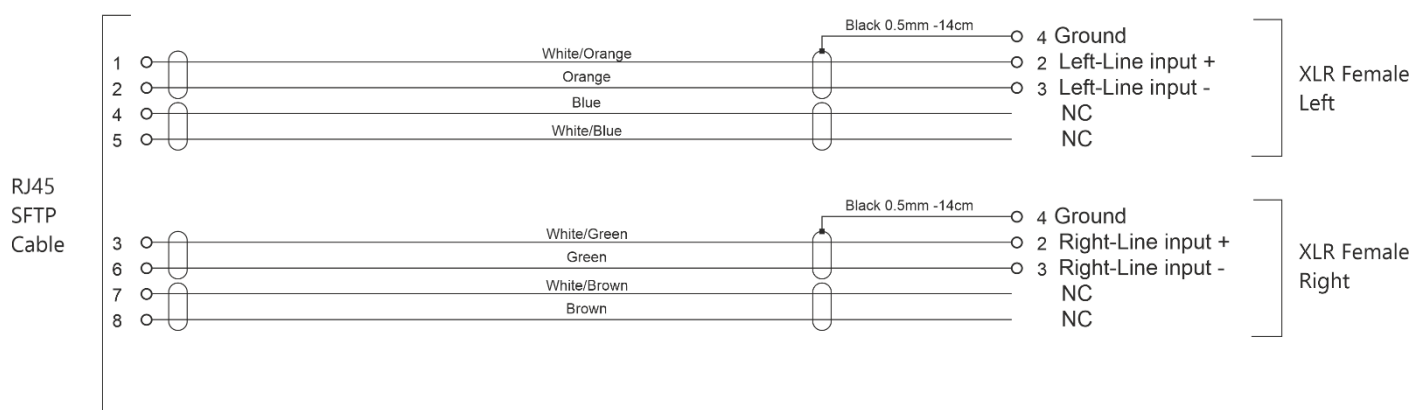 RJ45
SFTP
Cable
Black 0.5mm -14cm
4 Ground
1 White/Orange 2 Left-Line input +
2 Orange 3 Left-Line input -
4 Blue NC
5 White/Blue NC
XLR Female
Left
Black 0.5mm -14cm
4 Ground
3 White/Green 2 Right-Line input +
6 Green 3 Right-Line input -
7 White/Brown NC
8 Brown NC
XLR Female
Right